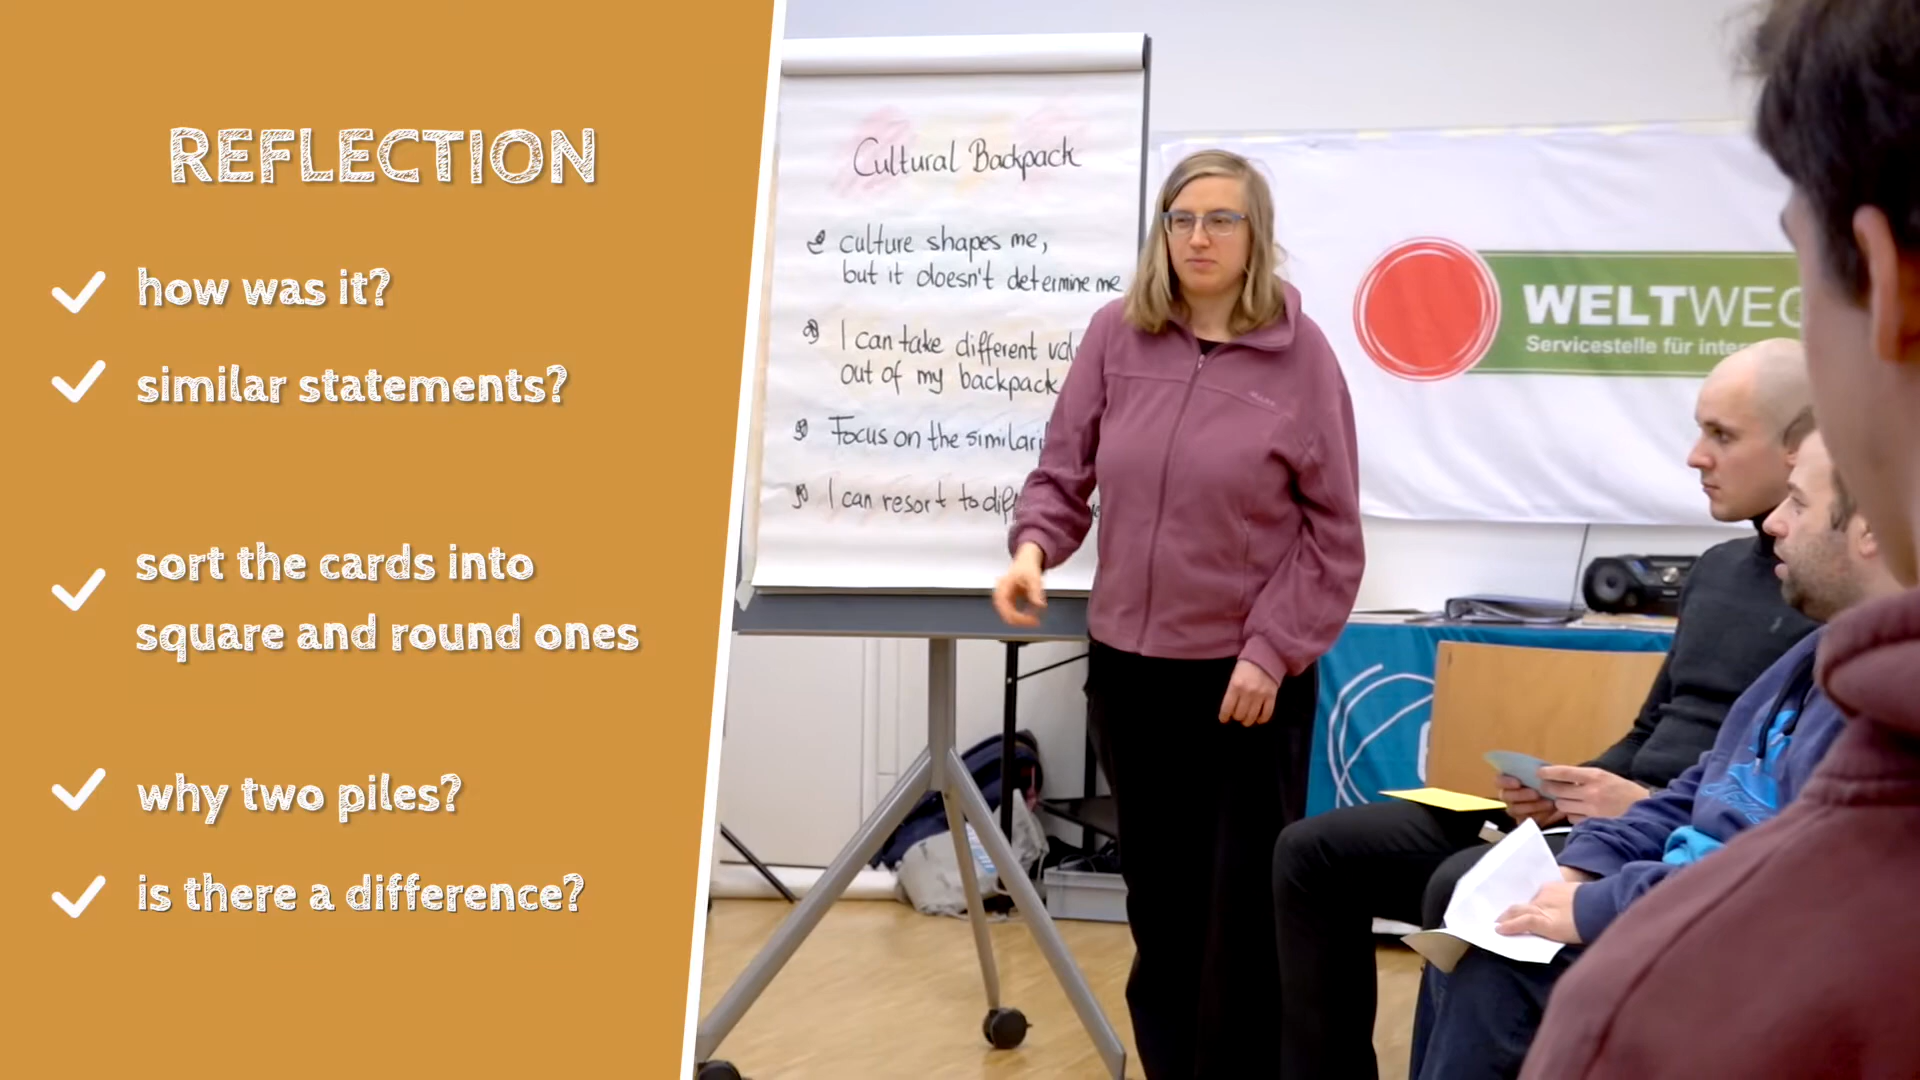 REFLECTION
how was it?
similar statements?
sort the cards into
square and round ones
why two piles?
is there a difference?
Cultural Backpack
culture shapes me,
but it doesn't determine me
I can take different
out of my backpack
Focus on the
I can resort to
WELTWEG
Servicestelle für